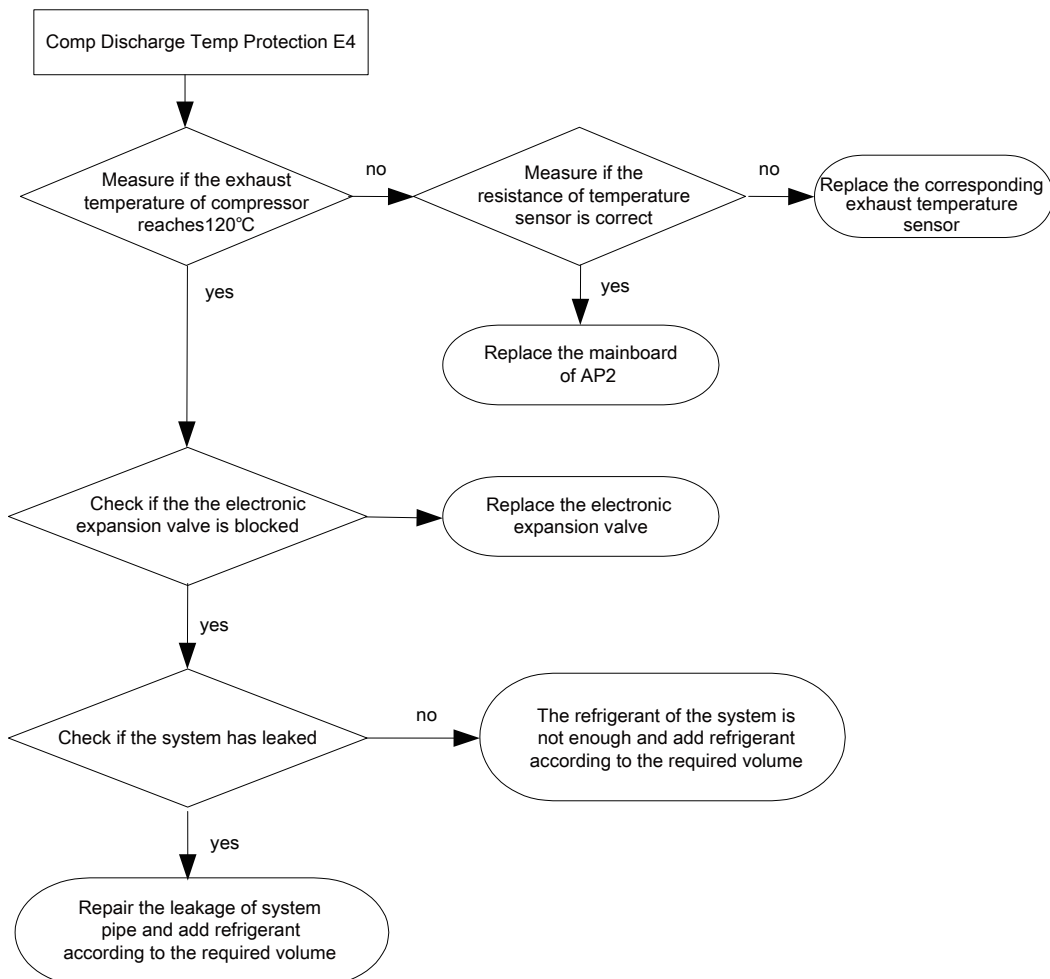 Comp Discharge Temp Protection E4
Measure if the exhaust
temperature of compressor
reaches120℃
no
Measure if the
resistance of temperature
sensor is correct
no
Replace the corresponding
exhaust temperature
sensor
yes
yes
Replace the mainboard
of AP2
Check if the the electronic
expansion valve is blocked
Replace the electronic
expansion valve
yes
Check if the system has leaked
no
The refrigerant of the system is
not enough and add refrigerant
according to the required volume
yes
Repair the leakage of system
pipe and add refrigerant
according to the required volume